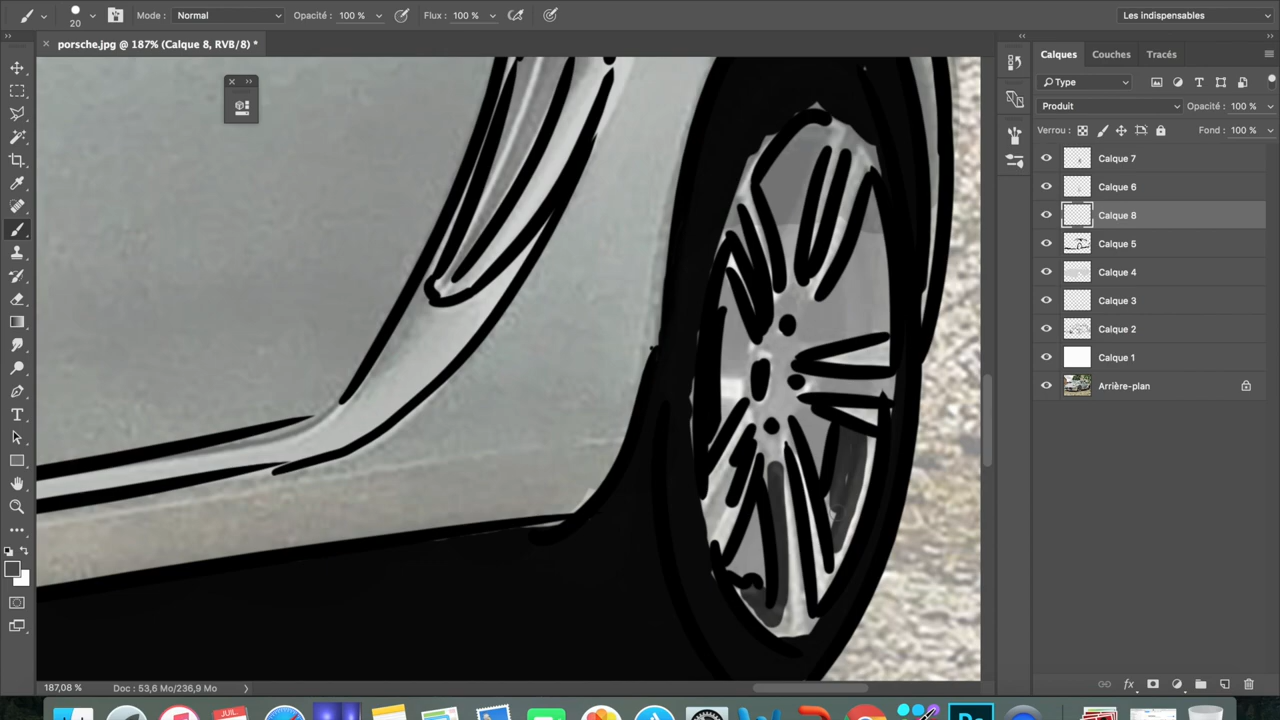 20
Mode : Normal
Opacité : 100 %
Flux : 100 %
Les indispensables
porsche.jpg @ 187% (Calque 8, RVB/8) *
Calques
Couches
Tracés
Type
Produit
Opacité : 100 %
Verrou :
Fond : 100 %
Calque 7
Calque 6
Calque 8
Calque 5
Calque 4
Calque 3
Calque 2
Calque 1
Arrière-plan
fx
187,08 %
Doc : 53,6 Mo/236,9 Mo
JUIL.
Ps